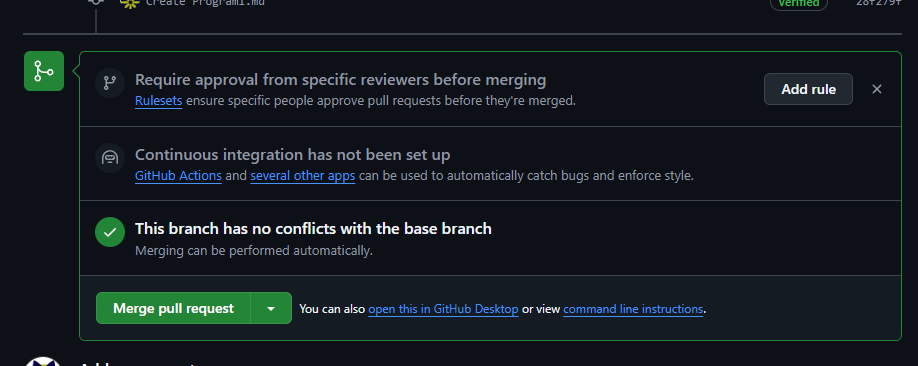 Create Program1.md
Verified
28f279f
Require approval from specific reviewers before merging
Rulesets ensure specific people approve pull requests before they're merged.
Add rule
Continuous integration has not been set up
GitHub Actions and several other apps can be used to automatically catch bugs and enforce style.
This branch has no conflicts with the base branch
Merging can be performed automatically.
Merge pull request
You can also open this in GitHub Desktop or view command line instructions.